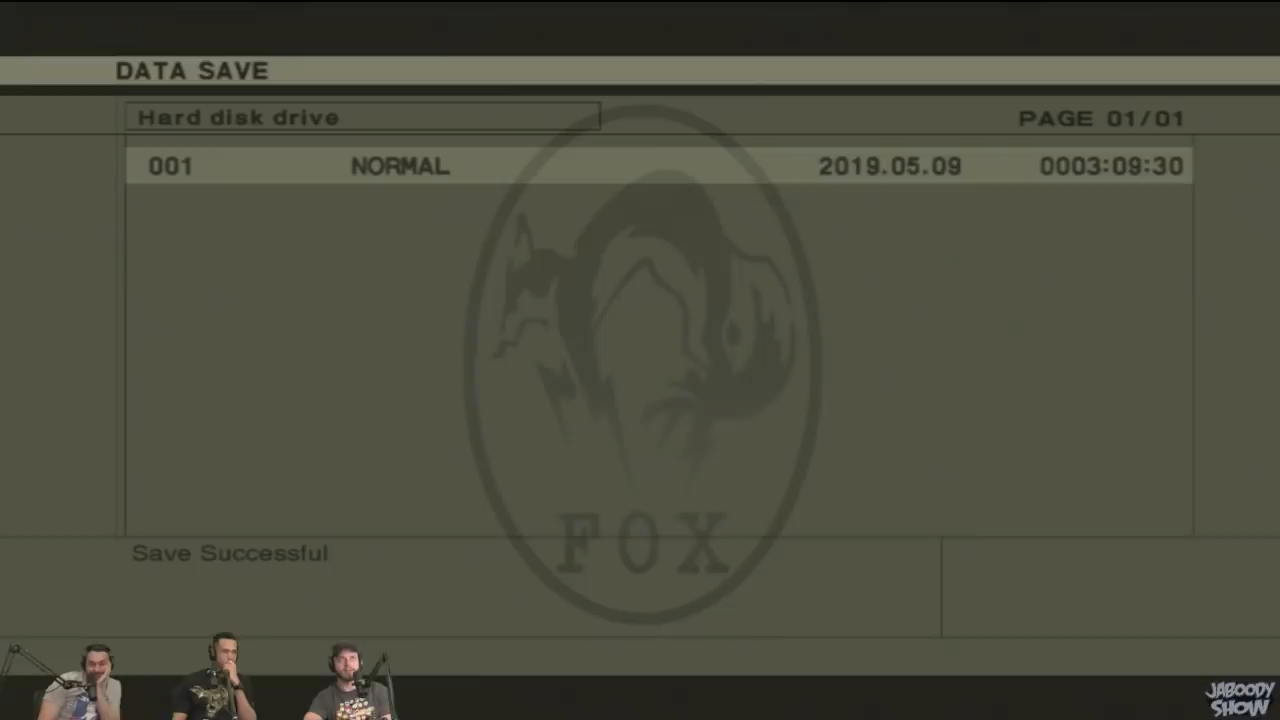 DATA SAVE
Hard disk drive PAGE 01/01
001 NORMAL 2019.05.09 0003:09:30
FOX
Save Successful
JABOODY
SHOW